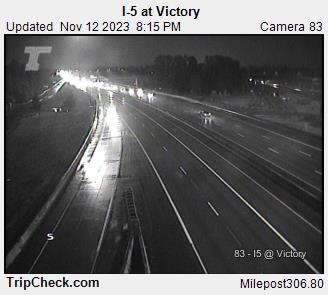 I-5 at Victory
Updated Nov 12 2023 8:15 PM Camera 83
T
S
83 - I5 @ Victory
TripCheck.com Milepost306.80